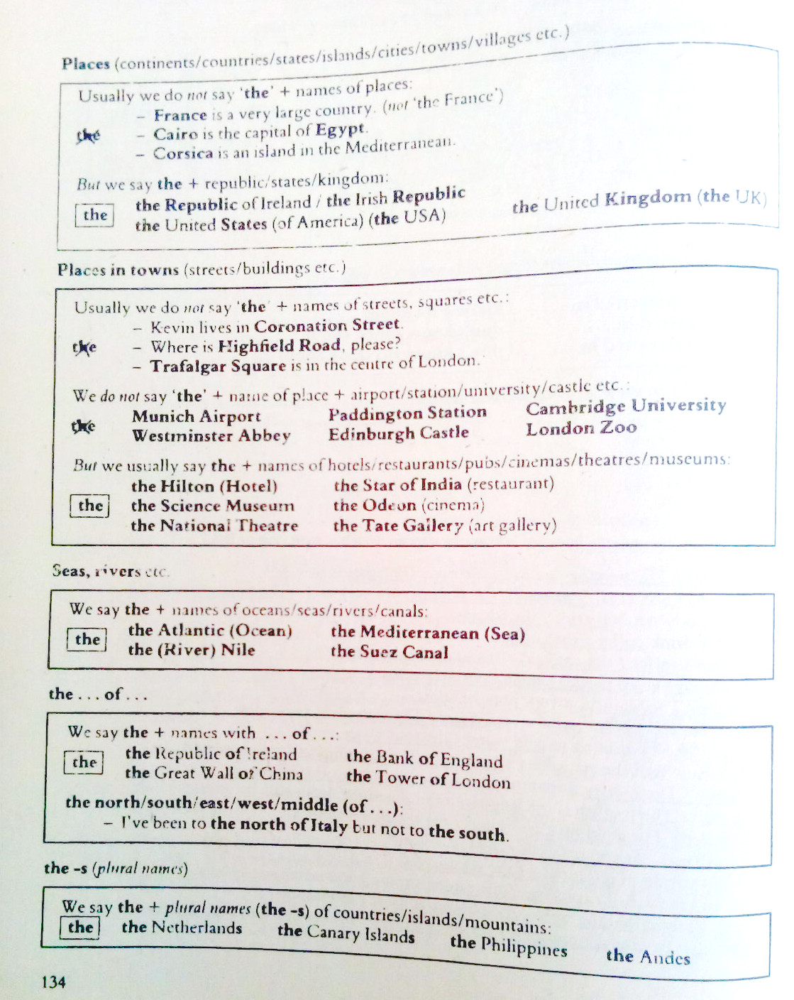 Places (continents/countries/states/islands/cities/towns/villages etc.)
Usually we do not say 'the' + names of places:
– France is a very large country. (not 'the France')
the – Cairo is the capital of Egypt.
– Corsica is an island in the Mediterranean.
But we say the + republic/states/kingdom:
the the Republic of Ireland / the Irish Republic the United Kingdom (the UK)
the United States (of America) (the USA)
Places in towns (streets/buildings etc.)
Usually we do not say 'the' + names of streets, squares etc.:
– Kevin lives in Coronation Street.
the – Where is Highfield Road, please?
– Trafalgar Square is in the centre of London.
We do not say 'the' + name of place + airport/station/university/castle etc.:
Munich Airport Paddington Station Cambridge University
the Westminster Abbey Edinburgh Castle London Zoo
But we usually say the + names of hotels/restaurants/pubs/cinemas/theatres/museums:
the Hilton (Hotel) the Star of India (restaurant)
the the Science Museum the Odeon (cinema)
the National Theatre the Tate Gallery (art gallery)
Seas, rivers etc.
We say the + names of oceans/seas/rivers/canals:
the the Atlantic (Ocean) the Mediterranean (Sea)
the (River) Nile the Suez Canal
the ... of ...
We say the + names with ... of ...:
the the Republic of Ireland the Bank of England
the Great Wall of China the Tower of London
the north/south/east/west/middle (of ...):
– I've been to the north of Italy but not to the south.
the -s (plural names)
We say the + plural names (the -s) of countries/islands/mountains:
the the Netherlands the Canary Islands the Philippines the Andes
134